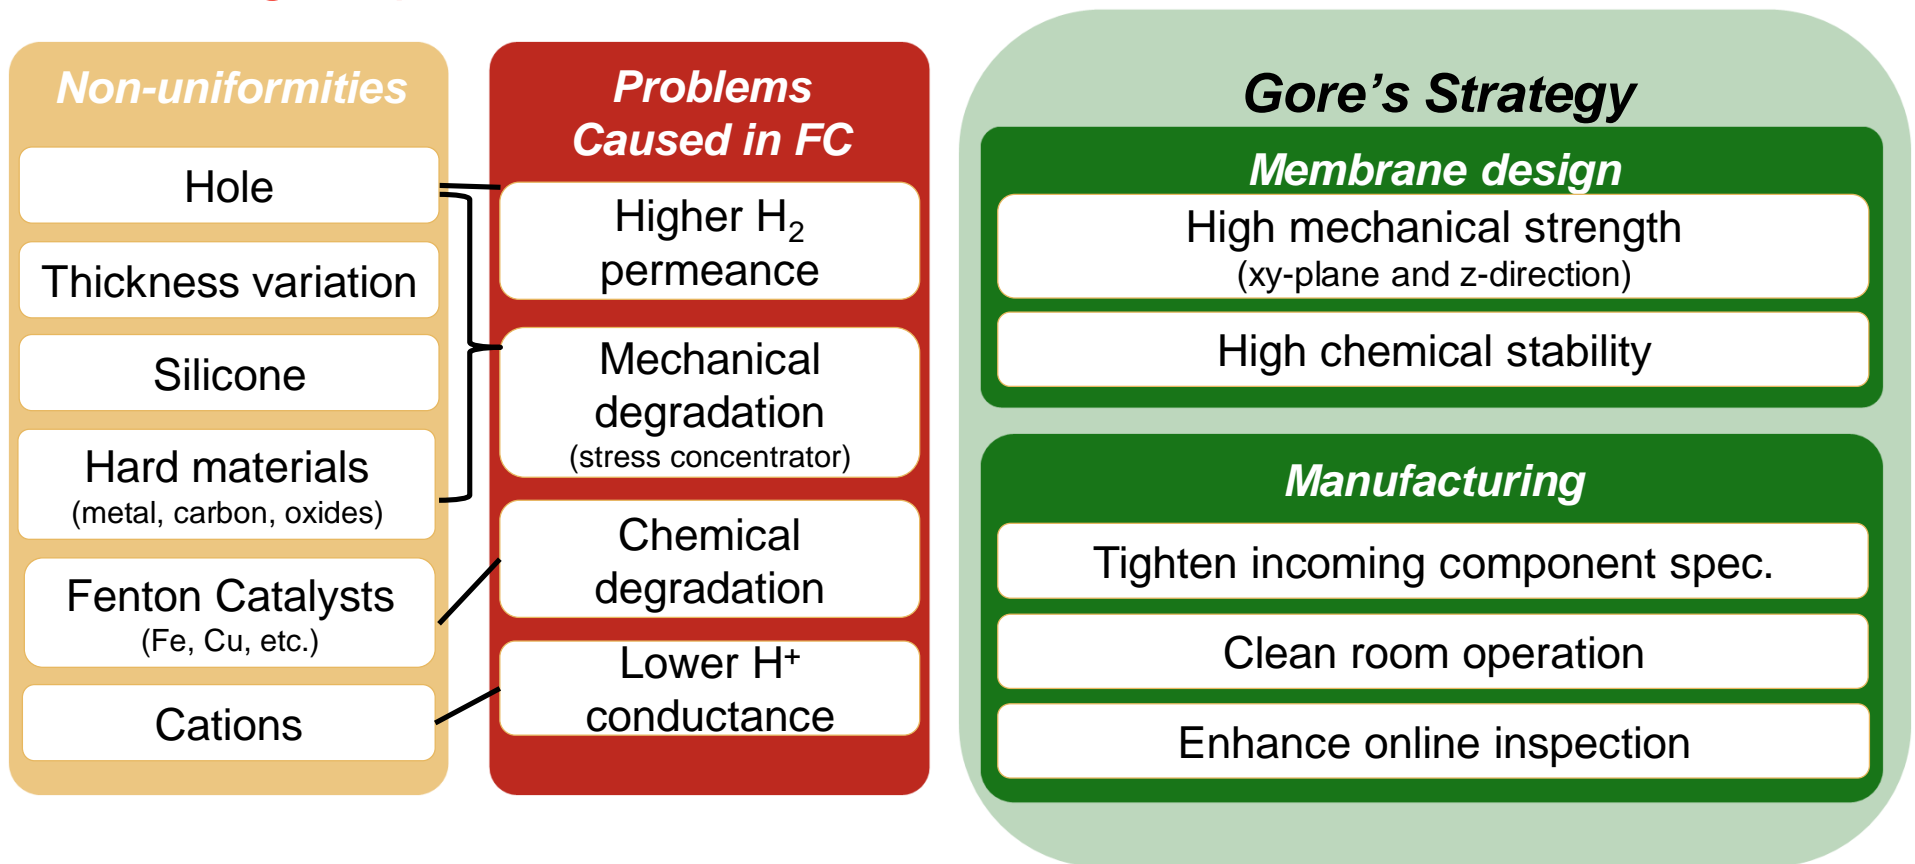 Non-uniformities
Hole
Thickness variation
Silicone
Hard materials
(metal, carbon, oxides)
Fenton Catalysts
(Fe, Cu, etc.)
Cations
Problems
Caused in FC
Higher H₂
permeance
Mechanical
degradation
(stress concentrator)
Chemical
degradation
Lower H⁺
conductance
Gore’s Strategy
Membrane design
High mechanical strength
(xy-plane and z-direction)
High chemical stability
Manufacturing
Tighten incoming component spec.
Clean room operation
Enhance online inspection